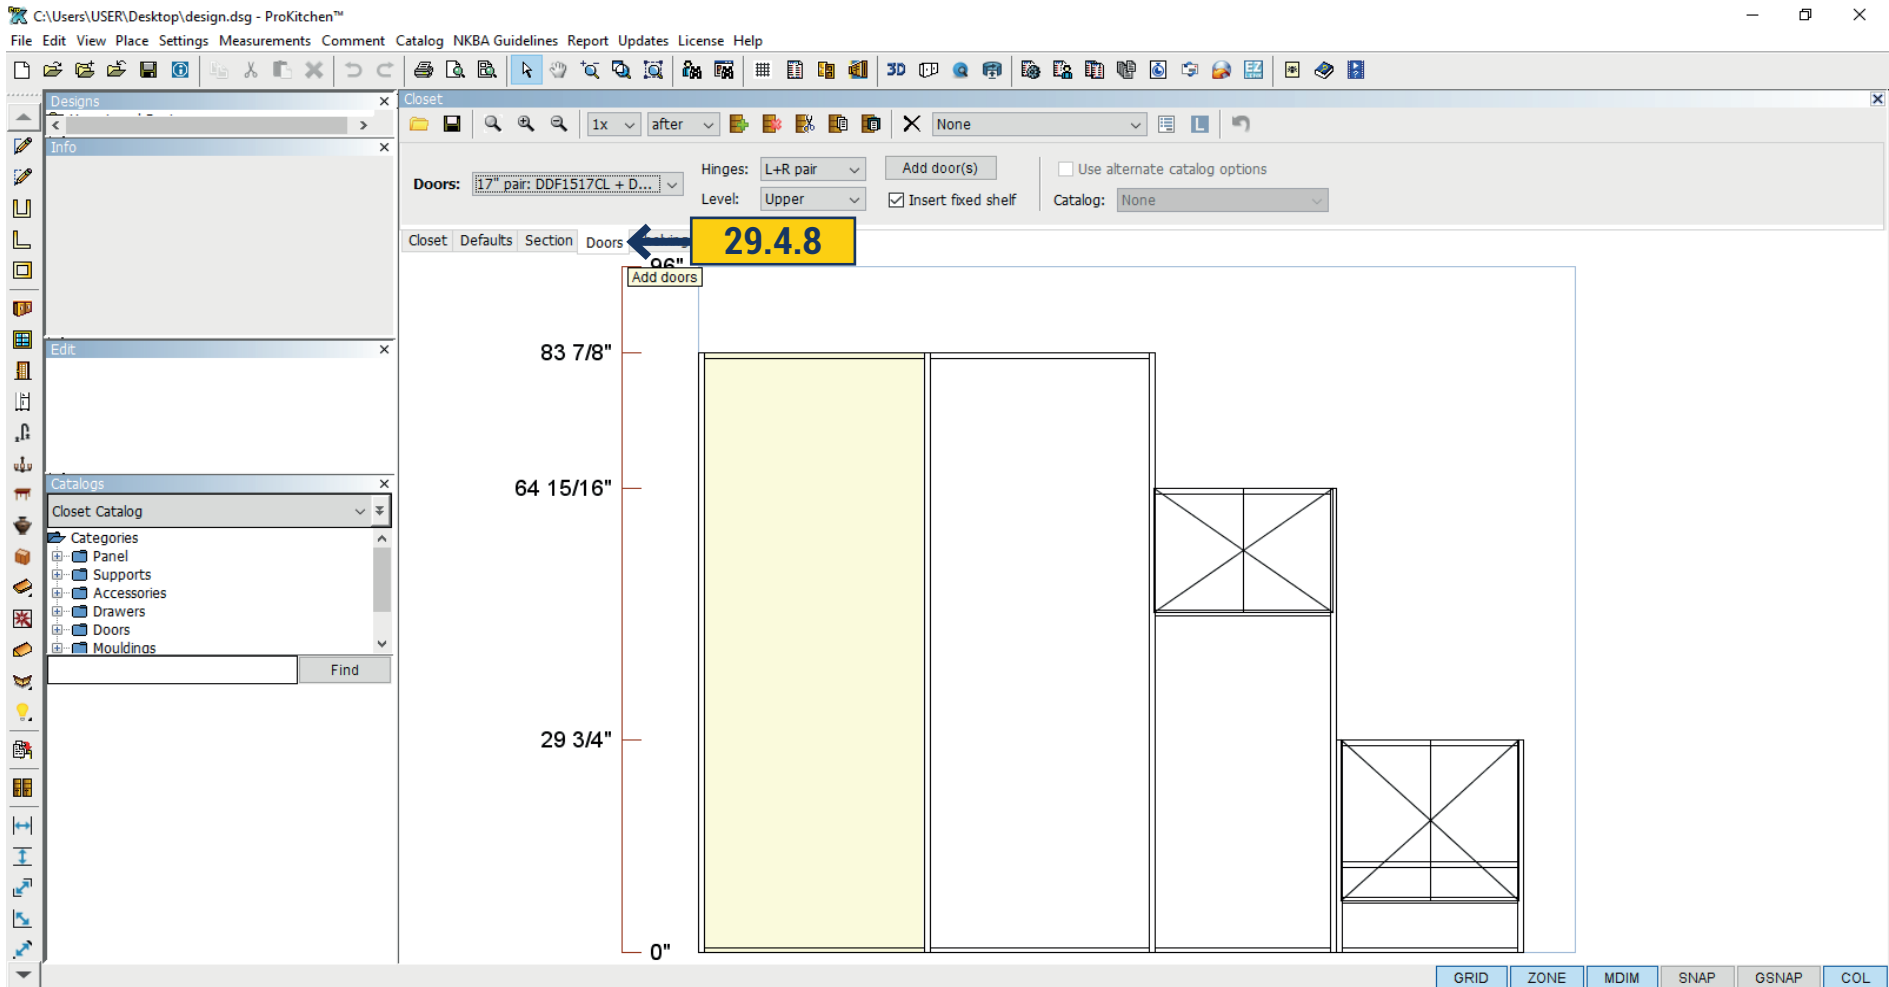 C:\Users\USER\Desktop\design.dsg - ProKitchen™
File Edit View Place Settings Measurements Comment Catalog NKBA Guidelines Report Updates License Help
3D
EZ
Designs
Closet
1x after None
Info
Doors: 17" pair: DDF1517CL + D...
Hinges: L+R pair Add door(s) Use alternate catalog options
Level: Upper Insert fixed shelf Catalog: None
Closet Defaults Section Doors
29.4.8
96"
Add doors
Edit
83 7/8"
Catalogs
64 15/16"
Closet Catalog
Categories
Panel
Supports
Accessories
Drawers
Doors
Mouldings
Find
29 3/4"
0"
GRID ZONE MDIM SNAP GSNAP COL